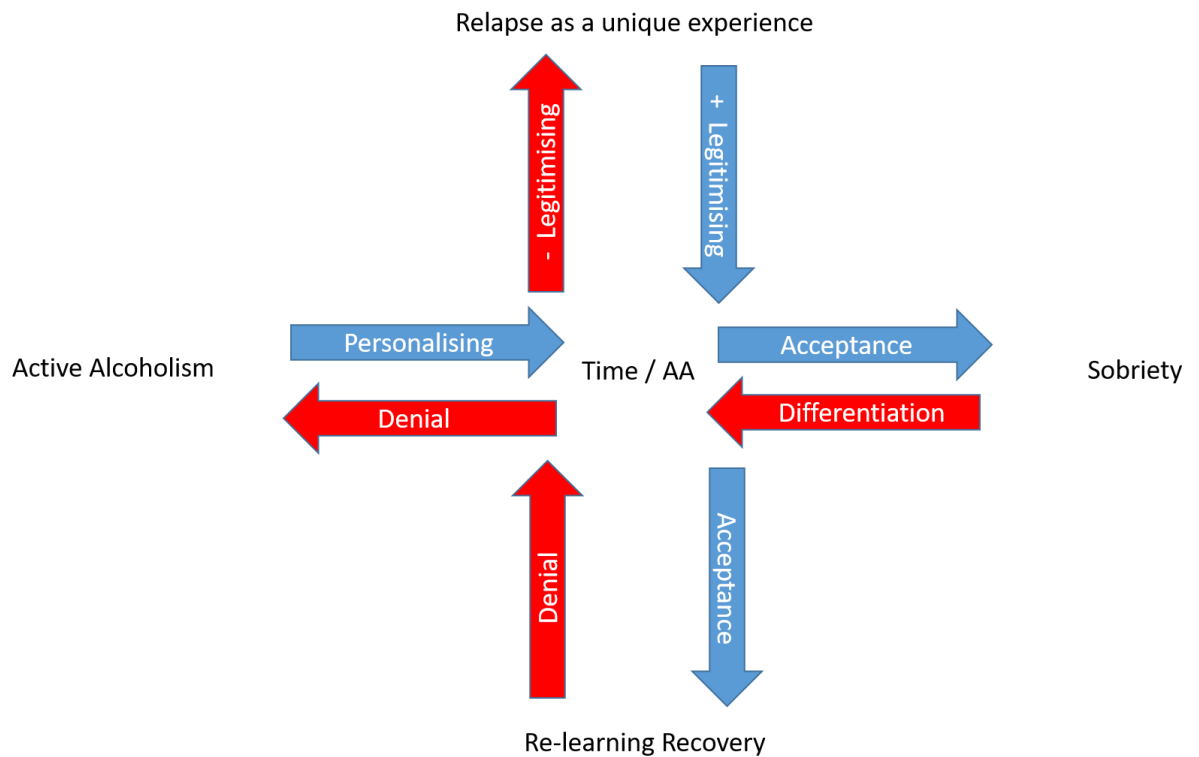 Relapse as a unique experience
- Legitimising
+ Legitimising
Personalising
Acceptance
Active Alcoholism
Time / AA
Sobriety
Denial
Differentiation
Denial
Acceptance
Re-learning Recovery